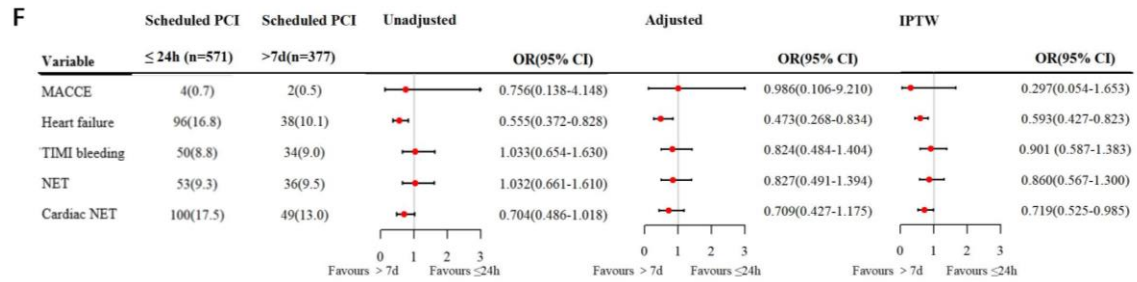 F
Scheduled PCI Scheduled PCI Unadjusted Adjusted IPTW
Variable ≤ 24h (n=571) >7d(n=377) OR(95% CI) OR(95% CI) OR(95% CI)
MACCE 4(0.7) 2(0.5) 0.756(0.138-4.148) 0.986(0.106-9.210) 0.297(0.054-1.653)
Heart failure 96(16.8) 38(10.1) 0.555(0.372-0.828) 0.473(0.268-0.834) 0.593(0.427-0.823)
TIMI bleeding 50(8.8) 34(9.0) 1.033(0.654-1.630) 0.824(0.484-1.404) 0.901 (0.587-1.383)
NET 53(9.3) 36(9.5) 1.032(0.661-1.610) 0.827(0.491-1.394) 0.860(0.567-1.300)
Cardiac NET 100(17.5) 49(13.0) 0.704(0.486-1.018) 0.709(0.427-1.175) 0.719(0.525-0.985)
0 1 2 3 0 1 2 3 0 1 2 3
Favours > 7d Favours ≤24h Favours > 7d Favours ≤24h Favours > 7d Favours ≤24h